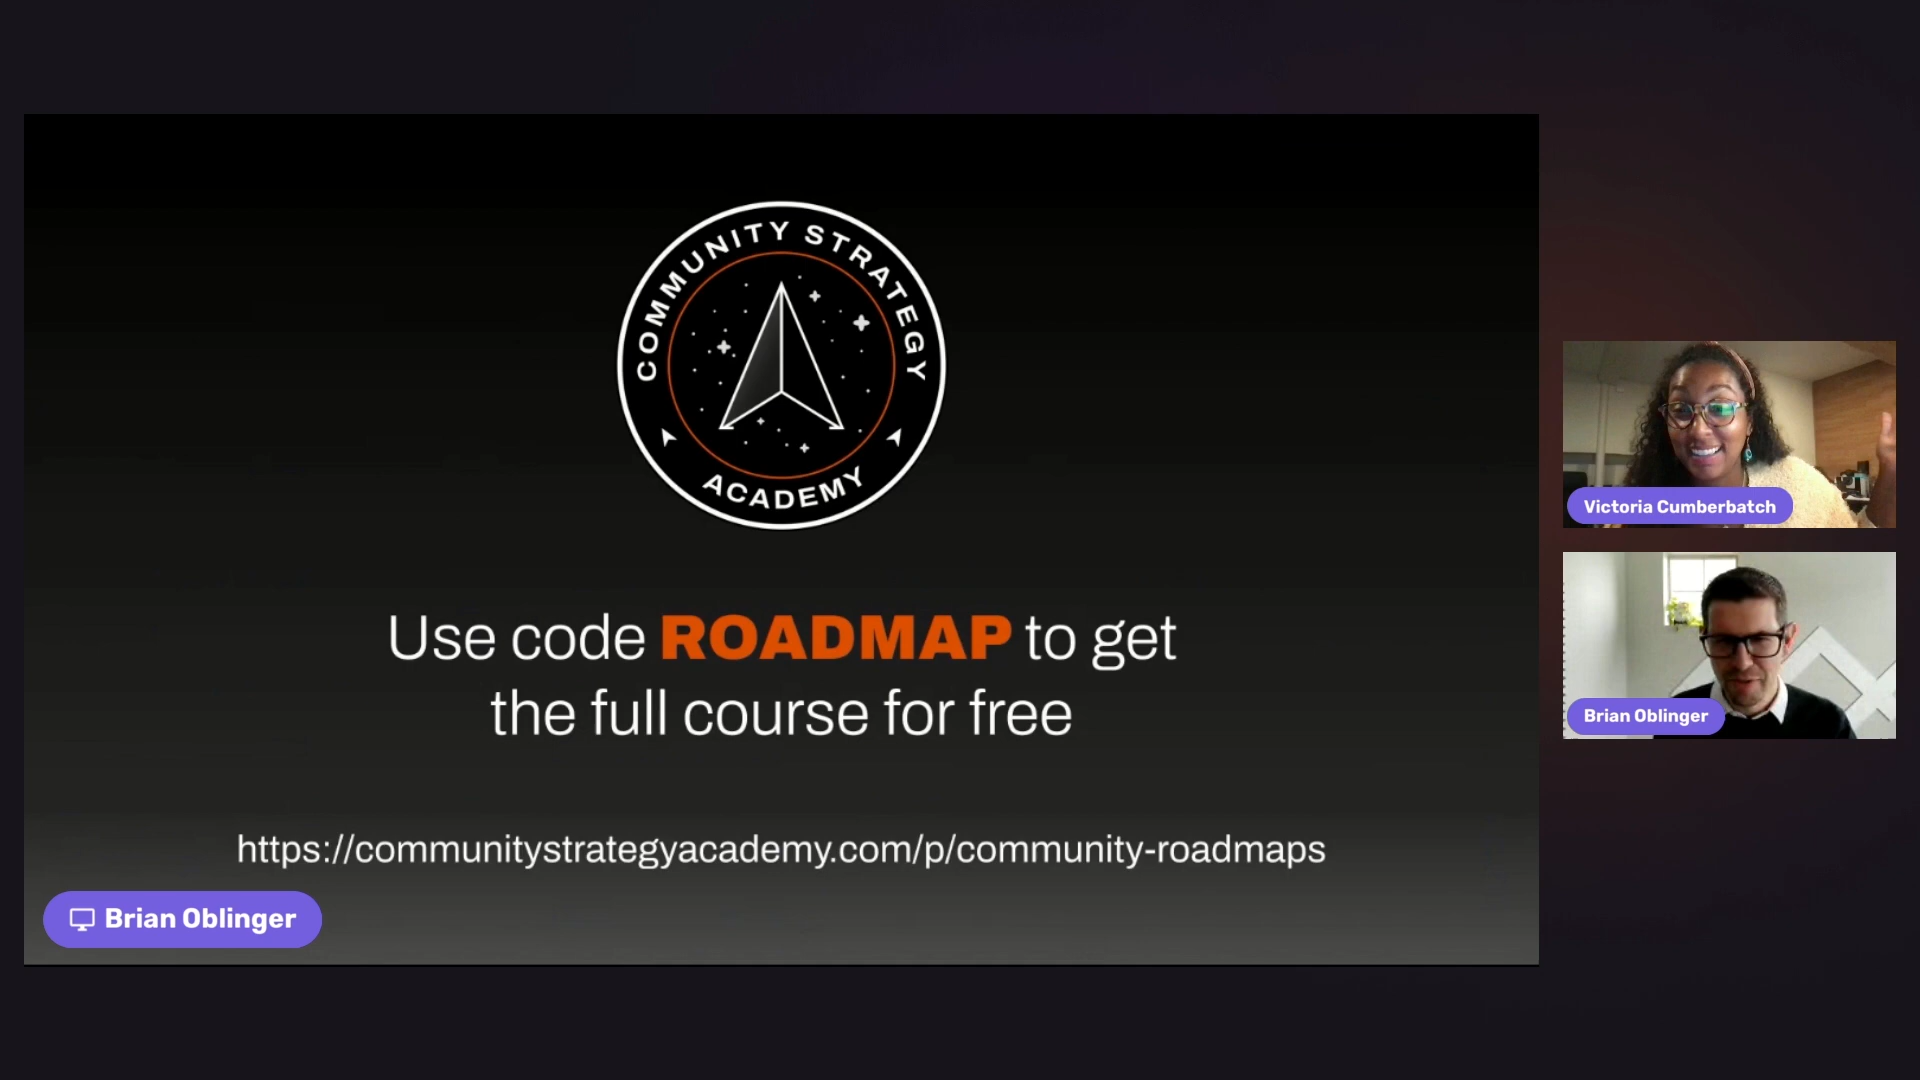 COMMUNITY STRATEGY
ACADEMY
Use code ROADMAP to get
the full course for free
https://communitystrategyacademy.com/p/community-roadmaps
Brian Oblinger
Victoria Cumberbatch
Brian Oblinger